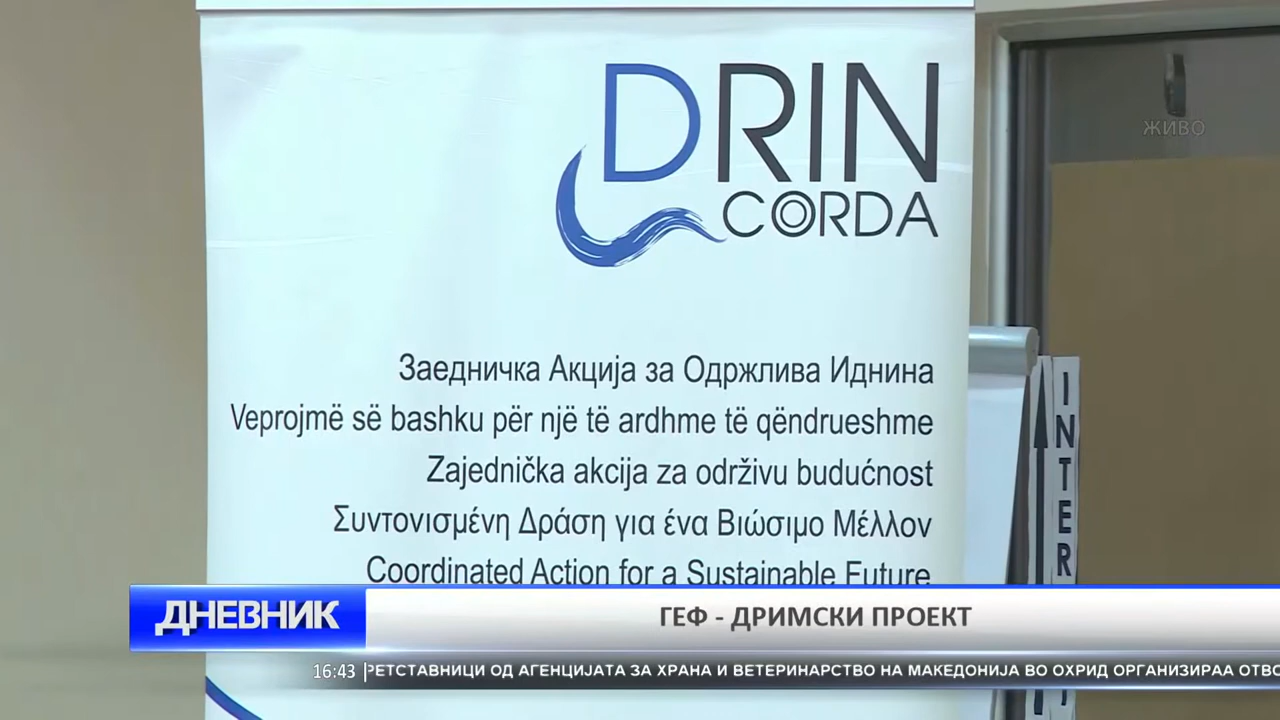 DRIN
CORDA
ЖИВО
Заедничка Акција за Одржлива Иднина
Veprojmë së bashku për një të ardhme të qëndrueshme
Zajednička akcija za održivu budućnost
Συντονισμένη Δράση για ένα Βιώσιμο Μέλλον
Coordinated Action for a Sustainable Future
INTER
ДНЕВНИК
ГЕФ - ДРИМСКИ ПРОЕКТ
16:43 РЕТСТАВНИЦИ ОД АГЕНЦИЈАТА ЗА ХРАНА И ВЕТЕРИНАРСТВО НА МАКЕДОНИЈА ВО ОХРИД ОРГАНИЗИРАА ОТВО